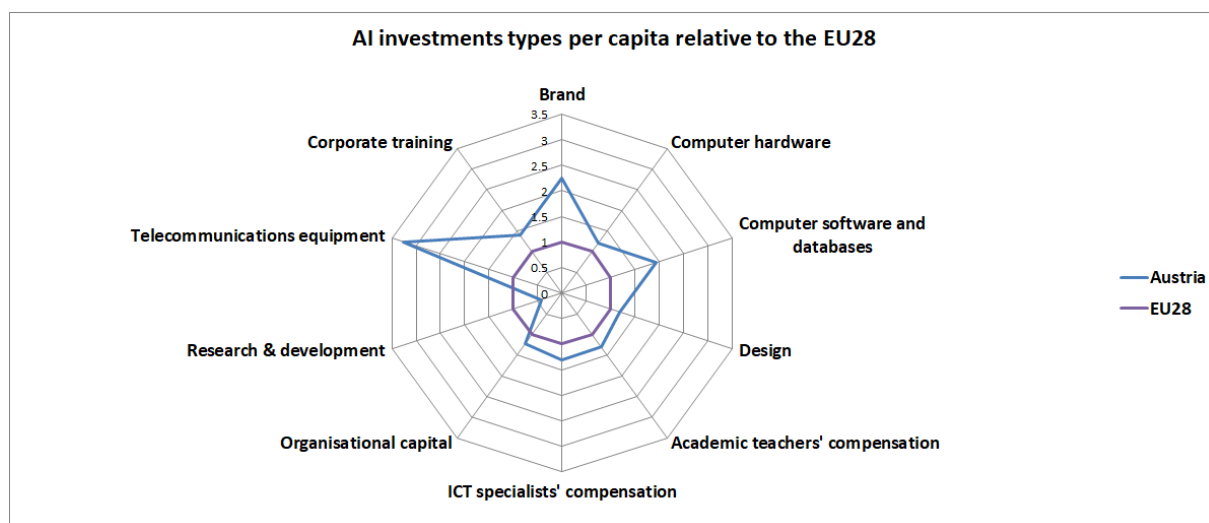 AI investments types per capita relative to the EU28
Brand
3.5
3
2.5
2
1.5
1
0.5
0
Computer hardware
Computer software and
databases
Design
Academic teachers' compensation
ICT specialists' compensation
Organisational capital
Research & development
Telecommunications equipment
Corporate training
Austria
EU28